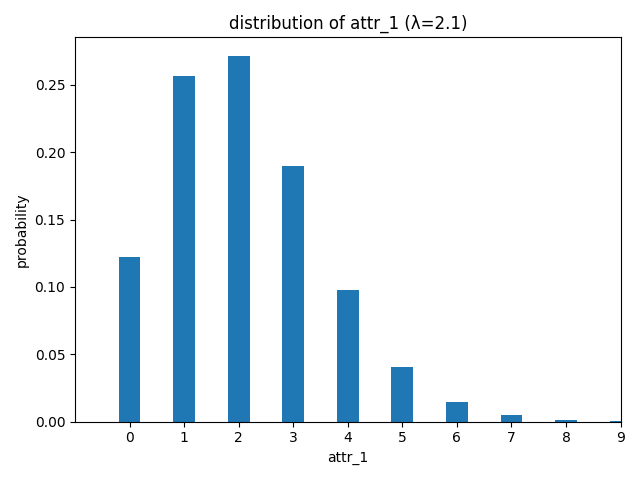 distribution of attr_1 (λ=2.1)
probability
0.25
0.20
0.15
0.10
0.05
0.00
0 1 2 3 4 5 6 7 8 9
attr_1